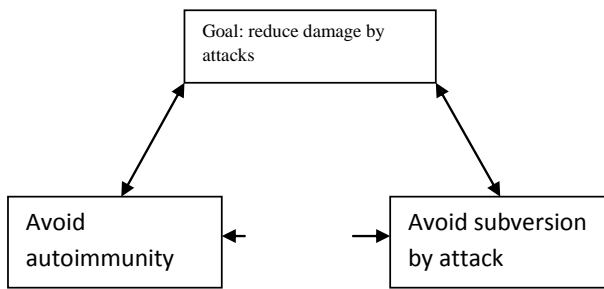 Goal: reduce damage by
attacks
Avoid
autoimmunity
Avoid subversion
by attack